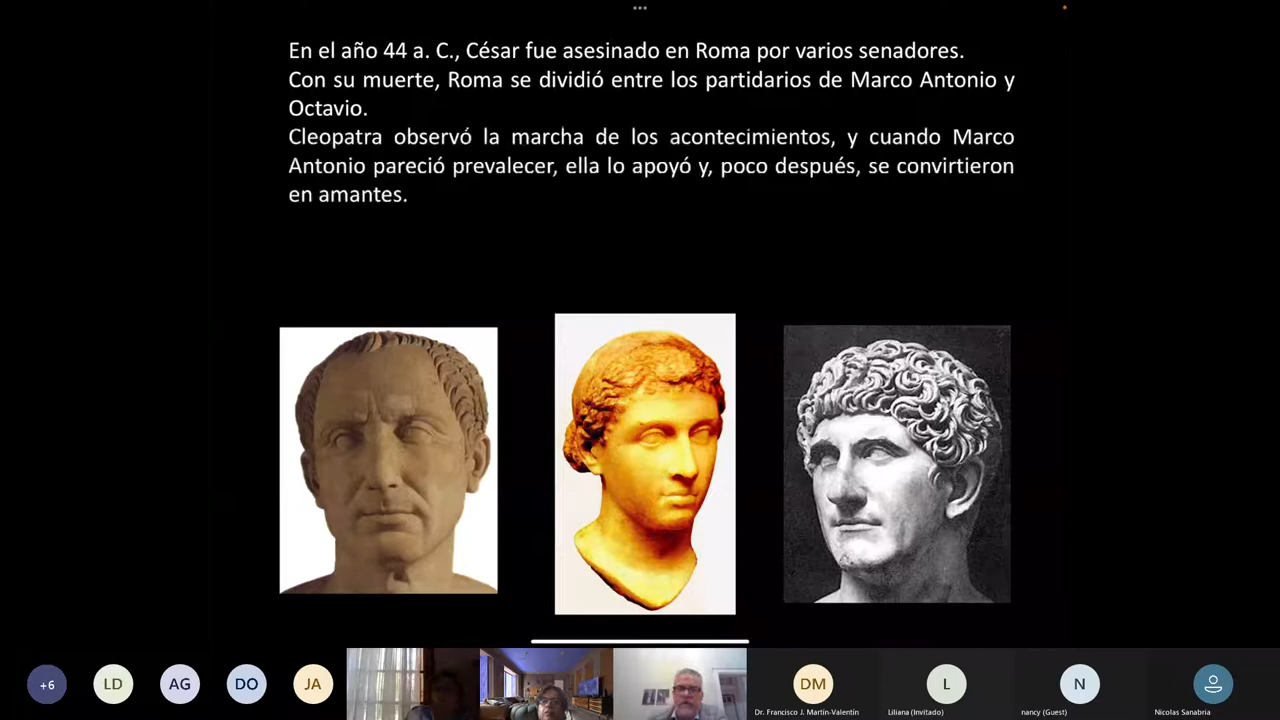 En el año 44 a. C., César fue asesinado en Roma por varios senadores.
Con su muerte, Roma se dividió entre los partidarios de Marco Antonio y
Octavio.
Cleopatra observó la marcha de los acontecimientos, y cuando Marco
Antonio pareció prevalecer, ella lo apoyó y, poco después, se convirtieron
en amantes.
+6
LD
AG
DO
JA
DM
L
N
Dr. Francisco J. Martín-Valentín
Liliana (Invitado)
nancy (Guest)
Nicolas Sanabria